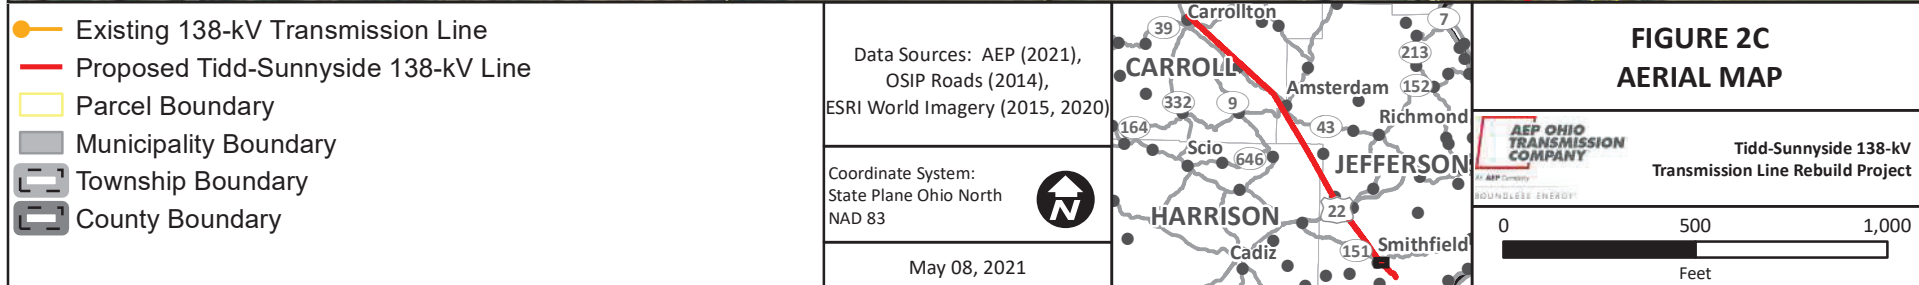 Existing 138-kV Transmission Line
Proposed Tidd-Sunnyside 138-kV Line
Parcel Boundary
Municipality Boundary
Township Boundary
County Boundary
Data Sources: AEP (2021),
OSIP Roads (2014),
ESRI World Imagery (2015, 2020)
Coordinate System:
State Plane Ohio North
NAD 83
N
May 08, 2021
Carrollton
39
7
213
CARROLL
Amsterdam
152
332
9
Richmond
164
43
Scio
646
JEFFERSON
HARRISON
22
Cadiz
151
Smithfield
FIGURE 2C
AERIAL MAP
AEP OHIO
TRANSMISSION
COMPANY
An AEP Company
BOUNDLESS ENERGY
Tidd-Sunnyside 138-kV
Transmission Line Rebuild Project
0 500 1,000
Feet